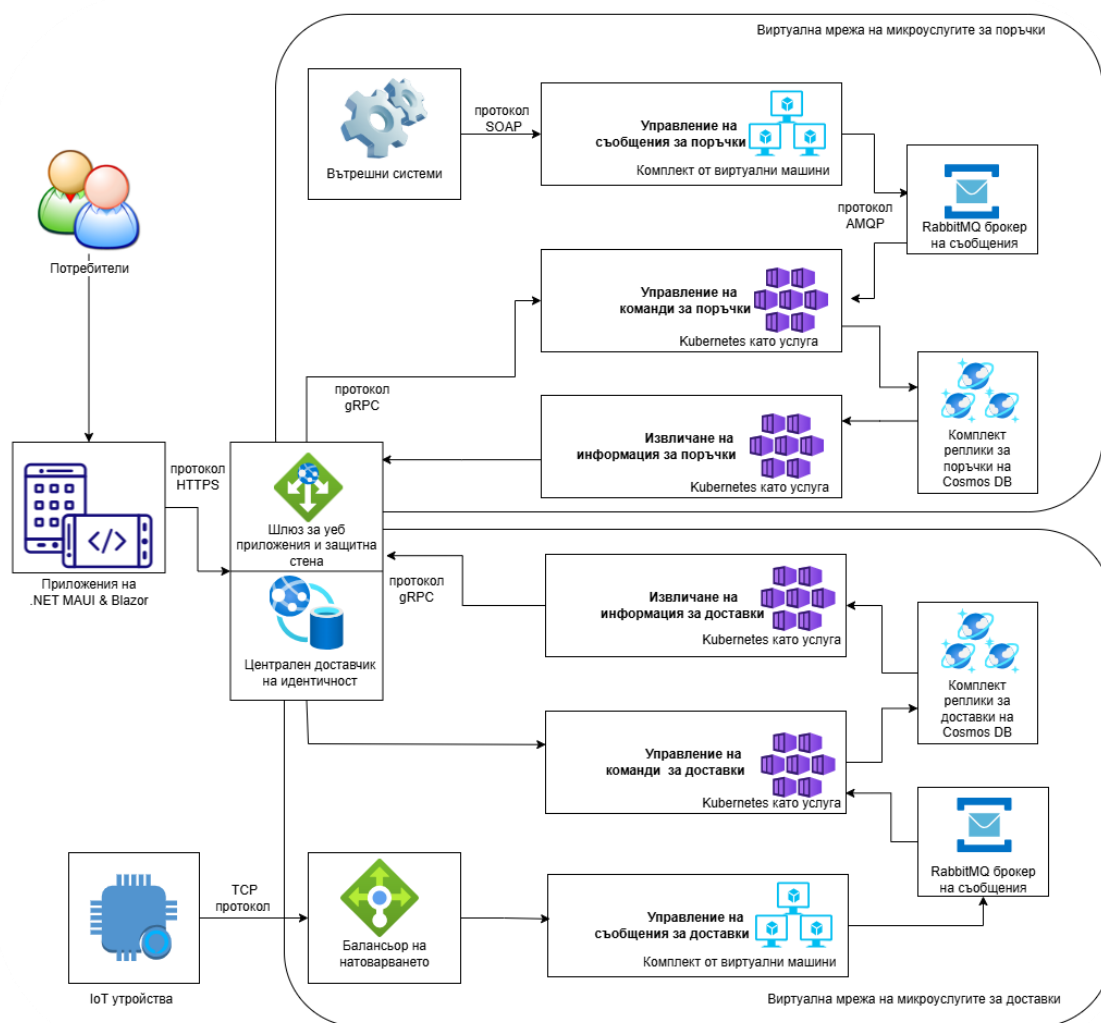 Виртуална мрежа на микроуслугите за поръчки
Вътрешни системи
протокол
SOAP
Управление на
съобщения за поръчки
Комплект от виртуални машини
протокол
AMQP
RabbitMQ брокер
на съобщения
Потребители
Управление на
команди за поръчки
Kubernetes като услуга
протокол
gRPC
Извличане на
информация за поръчки
Kubernetes като услуга
Комплект
реплики за
поръчки на
Cosmos DB
Приложения на
.NET MAUI & Blazor
протокол
HTTPS
Шлюз за уеб
приложения и защитна
стена
Централен доставчик
на идентичност
протокол
gRPC
Извличане на
информация за доставки
Kubernetes като услуга
Комплект
реплики за
доставки на
Cosmos DB
Управление на
команди за доставки
Kubernetes като услуга
RabbitMQ брокер
на съобщения
IoT утройства
TCP
протокол
Балансьор на
натоварването
Управление на
съобщения за доставки
Комплект от виртуални машини
Виртуална мрежа на микроуслугите за доставки